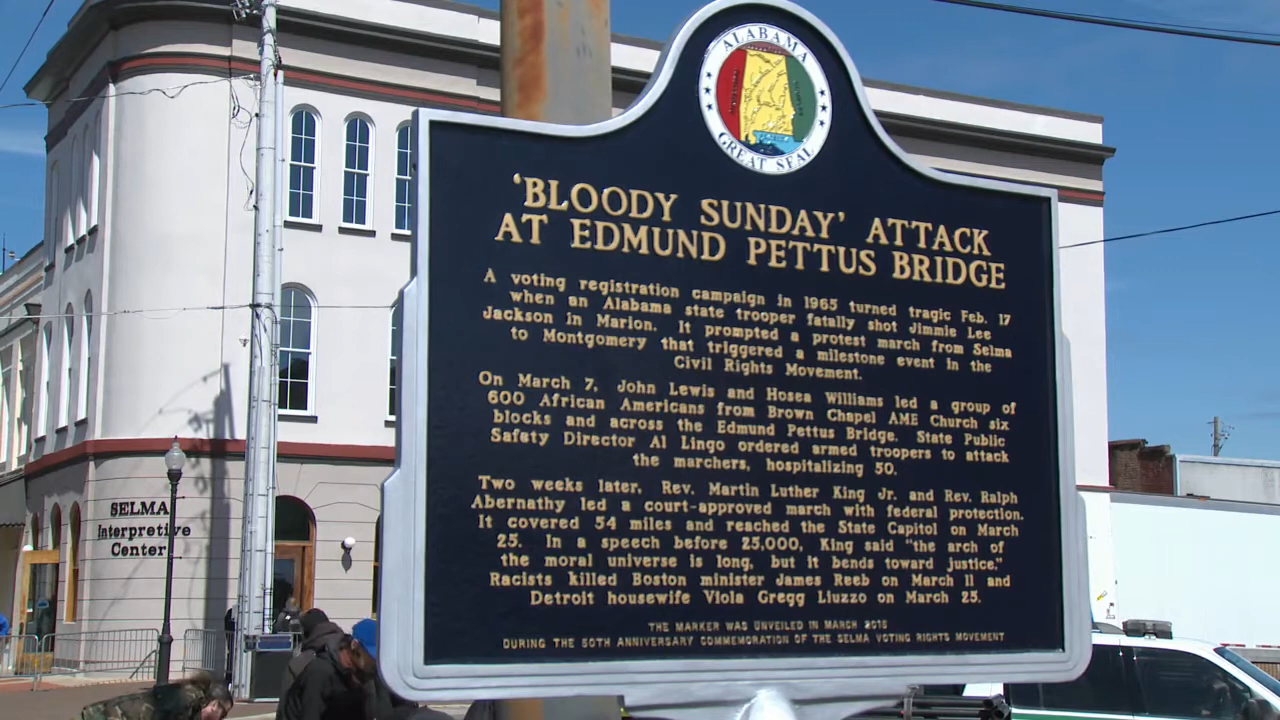 ALABAMA
GREAT SEAL
'BLOODY SUNDAY' ATTACK
AT EDMUND PETTUS BRIDGE
A voting registration campaign in 1965 turned tragic Feb. 17
when an Alabama state trooper fatally shot Jimmie Lee
Jackson in Marion. It prompted a protest march from Selma
to Montgomery that triggered a milestone event in the
Civil Rights Movement.
On March 7, John Lewis and Hosea Williams led a group of
600 African Americans from Brown Chapel AME Church six
blocks and across the Edmund Pettus Bridge. State Public
Safety Director Al Lingo ordered armed troopers to attack
the marchers, hospitalizing 50.
Two weeks later, Rev. Martin Luther King Jr. and Rev. Ralph
Abernathy led a court-approved march with federal protection.
It covered 54 miles and reached the State Capitol on March
25. In a speech before 25,000, King said "the arch of
the moral universe is long, but it bends toward justice."
Racists killed Boston minister James Reeb on March 11 and
Detroit housewife Viola Gregg Liuzzo on March 25.
THE MARKER WAS UNVEILED IN MARCH 2015
DURING THE 50TH ANNIVERSARY COMMEMORATION OF THE SELMA VOTING RIGHTS MOVEMENT
SELMA
Interpretive
Center